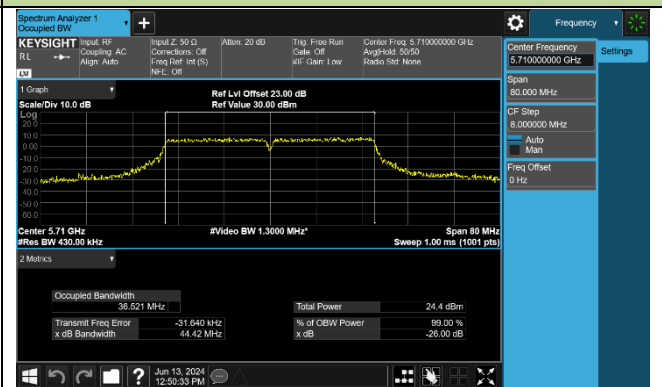 Spectrum Analyzer 1
Occupied BW
Frequency
KEYSIGHT
RL
LXI
Input: RF
Coupling: AC
Align: Auto
Input Z: 50 Ω
Corrections: Off
Freq Ref: Int (S)
NFE: Off
Atten: 20 dB
Trig: Free Run
Gate: Off
#IF Gain: Low
Center Freq: 5.710000000 GHz
Avg|Hold: 50/50
Radio Std: None
Center Frequency
5.710000000 GHz
Settings
Span
80.000 MHz
CF Step
8.000000 MHz
Auto
Man
Freq Offset
0 Hz
1 Graph
Scale/Div 10.0 dB
Ref Lvl Offset 23.00 dB
Ref Value 30.00 dBm
Log
20.0
10.0
0.00
-10.0
-20.0
-30.0
-40.0
-50.0
-60.0
Center 5.71 GHz
#Res BW 430.00 kHz
#Video BW 1.3000 MHz*
Span 80 MHz
Sweep 1.00 ms (1001 pts)
2 Metrics
Occupied Bandwidth
36.521 MHz
Total Power 24.4 dBm
Transmit Freq Error -31.640 kHz
% of OBW Power 99.00 %
x dB Bandwidth 44.42 MHz
x dB -26.00 dB
?
Jun 13, 2024
12:50:33 PM